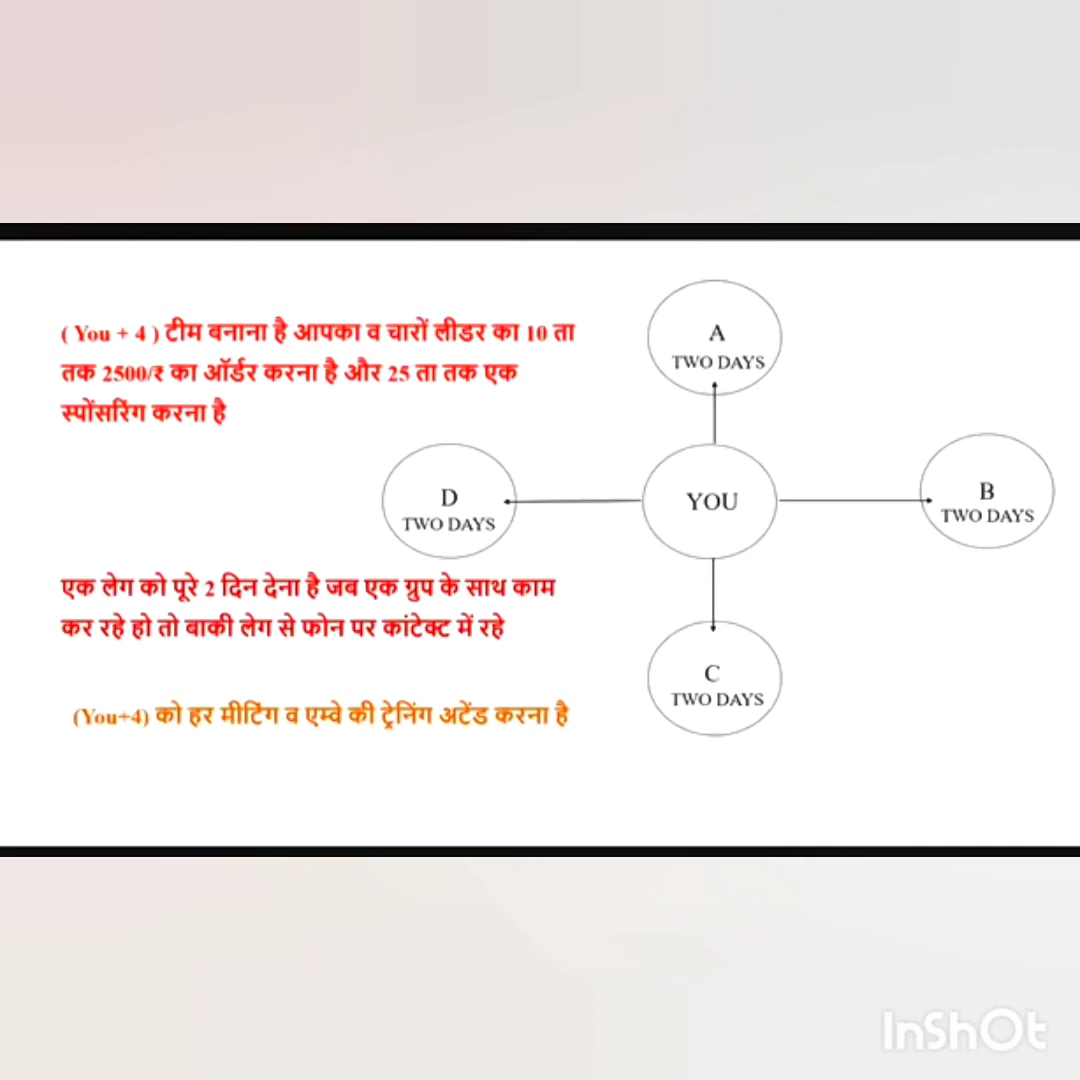 ( You + 4 ) टीम बनाना है आपका व चारों लीडर का 10 ता
तक 2500/₹ का ऑर्डर करना है और 25 ता तक एक
स्पोंसरिंग करना है
A
TWO DAYS
D
TWO DAYS
YOU
B
TWO DAYS
एक लेग को पूरे 2 दिन देना है जब एक ग्रुप के साथ काम
कर रहे हो तो बाकी लेग से फोन पर कांटेक्ट में रहे
C
TWO DAYS
(You+4) को हर मीटिंग व एम्वे की ट्रेनिंग अटेंड करना है
InShOt